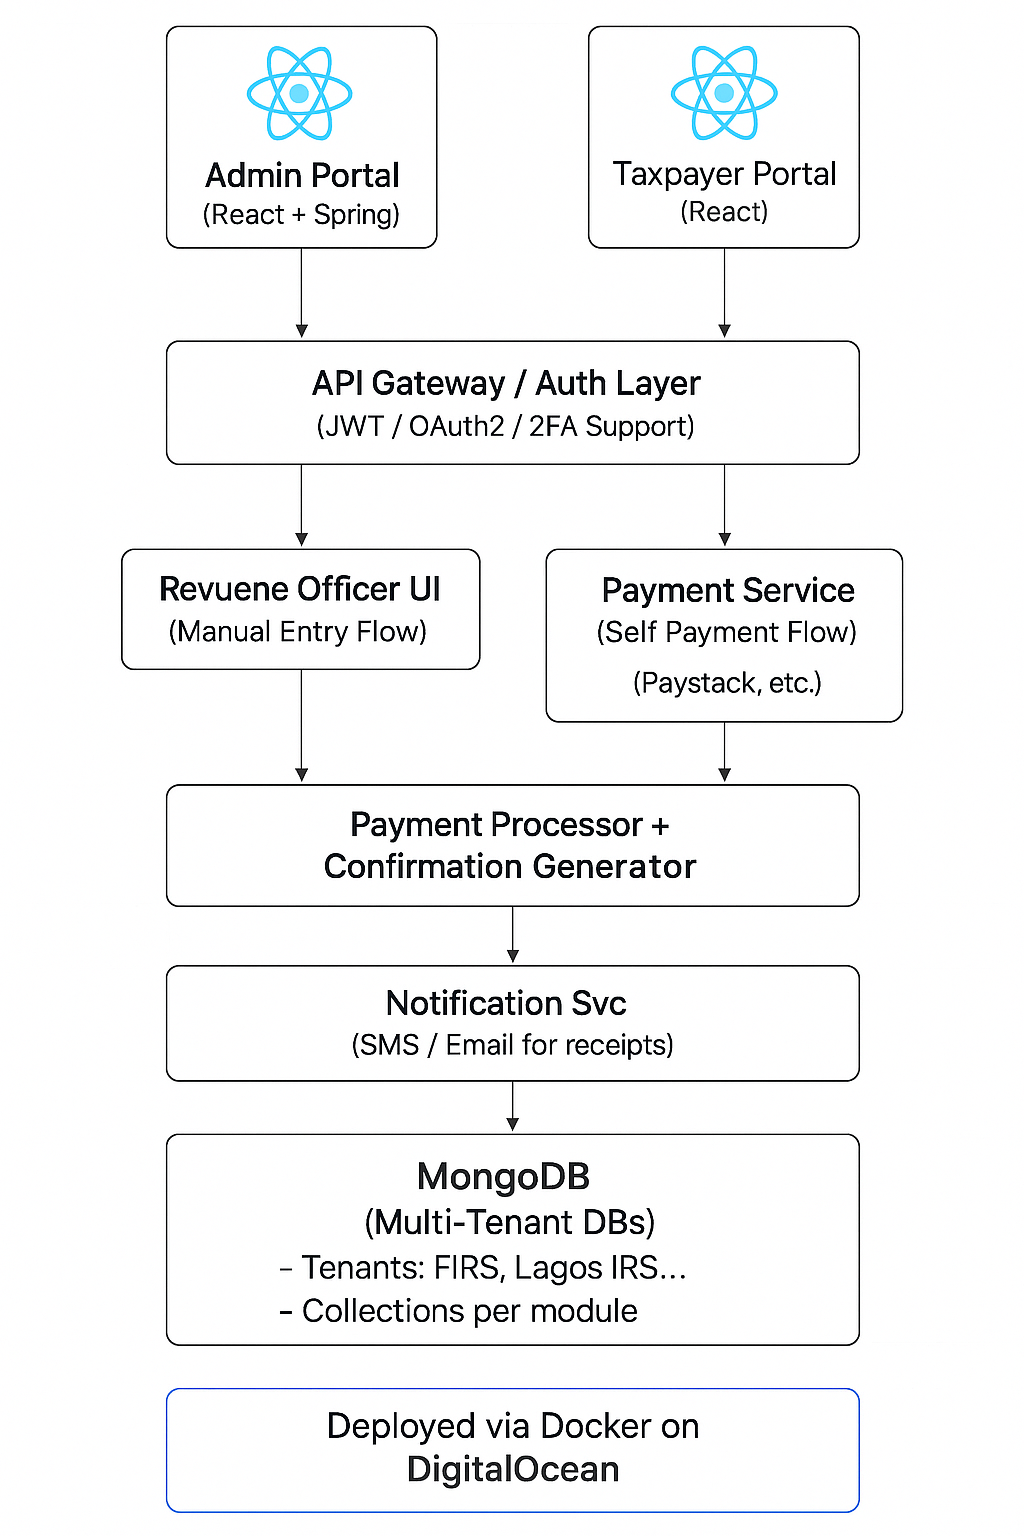 Admin Portal
(React + Spring)
Taxpayer Portal
(React)
API Gateway / Auth Layer
(JWT / OAuth2 / 2FA Support)
Revuene Officer UI
(Manual Entry Flow)
Payment Service
(Self Payment Flow)
(Paystack, etc.)
Payment Processor +
Confirmation Generator
Notification Svc
(SMS / Email for receipts)
MongoDB
(Multi-Tenant DBs)
- Tenants: FIRS, Lagos IRS...
- Collections per module
Deployed via Docker on
DigitalOcean